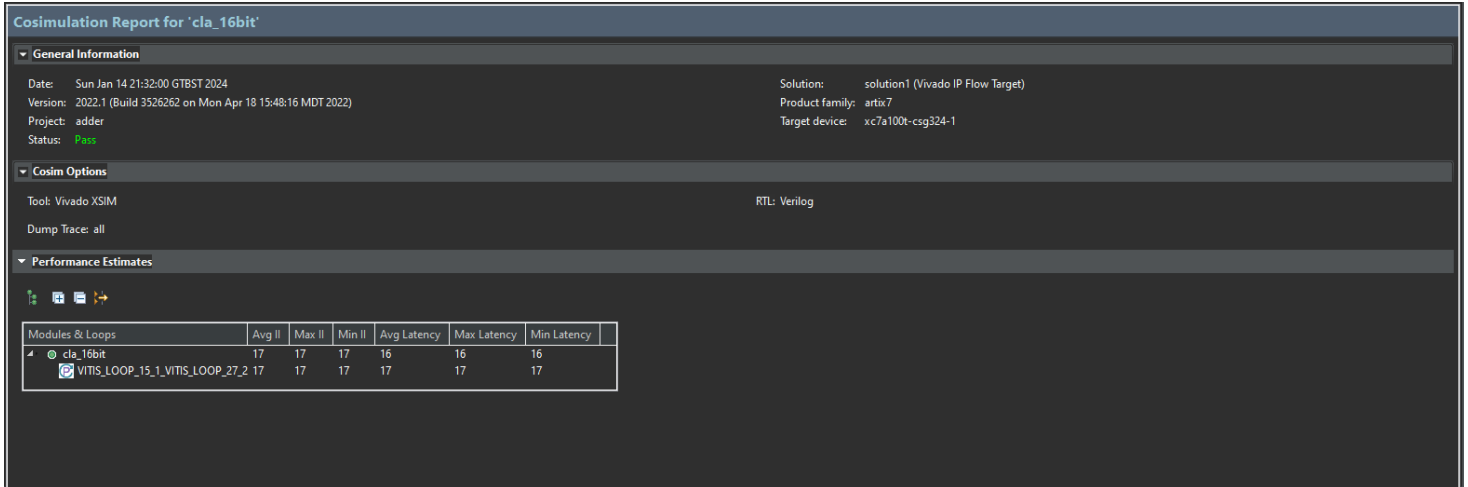 Cosimulation Report for 'cla_16bit'
General Information
Date: Sun Jan 14 21:32:00 GTBST 2024
Solution: solution1 (Vivado IP Flow Target)
Version: 2022.1 (Build 3526262 on Mon Apr 18 15:48:16 MDT 2022)
Product family: artix7
Project: adder
Target device: xc7a100t-csg324-1
Status: Pass
Cosim Options
Tool: Vivado XSIM
RTL: Verilog
Dump Trace: all
Performance Estimates
Modules & Loops Avg II Max II Min II Avg Latency Max Latency Min Latency
cla_16bit 17 17 17 16 16 16
VITIS_LOOP_15_1_VITIS_LOOP_27_2 17 17 17 17 17 17